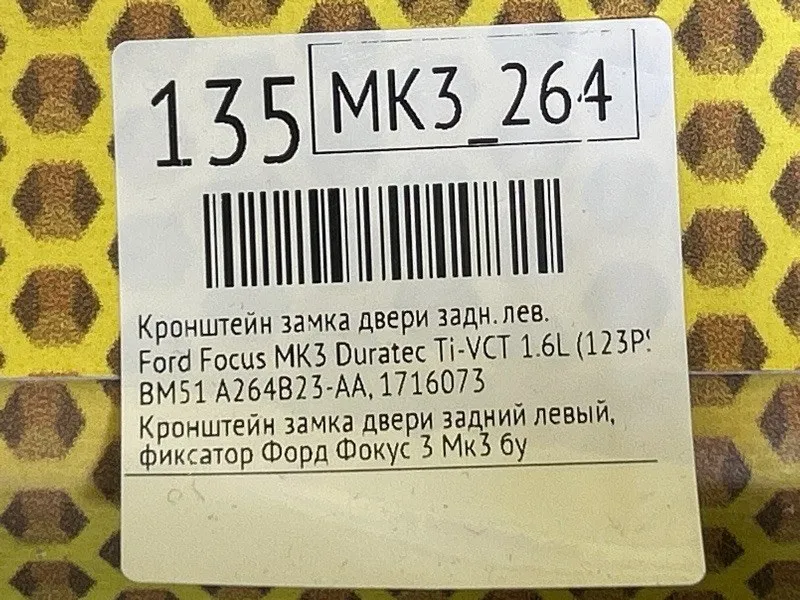 135 MK3_264
Кронштейн замка двери задн. лев.
Ford Focus MK3 Duratec Ti-VCT 1.6L (123PS
BM51 A264B23-AA, 1716073
Кронштейн замка двери задний левый,
фиксатор Форд Фокус 3 Мк3 бу